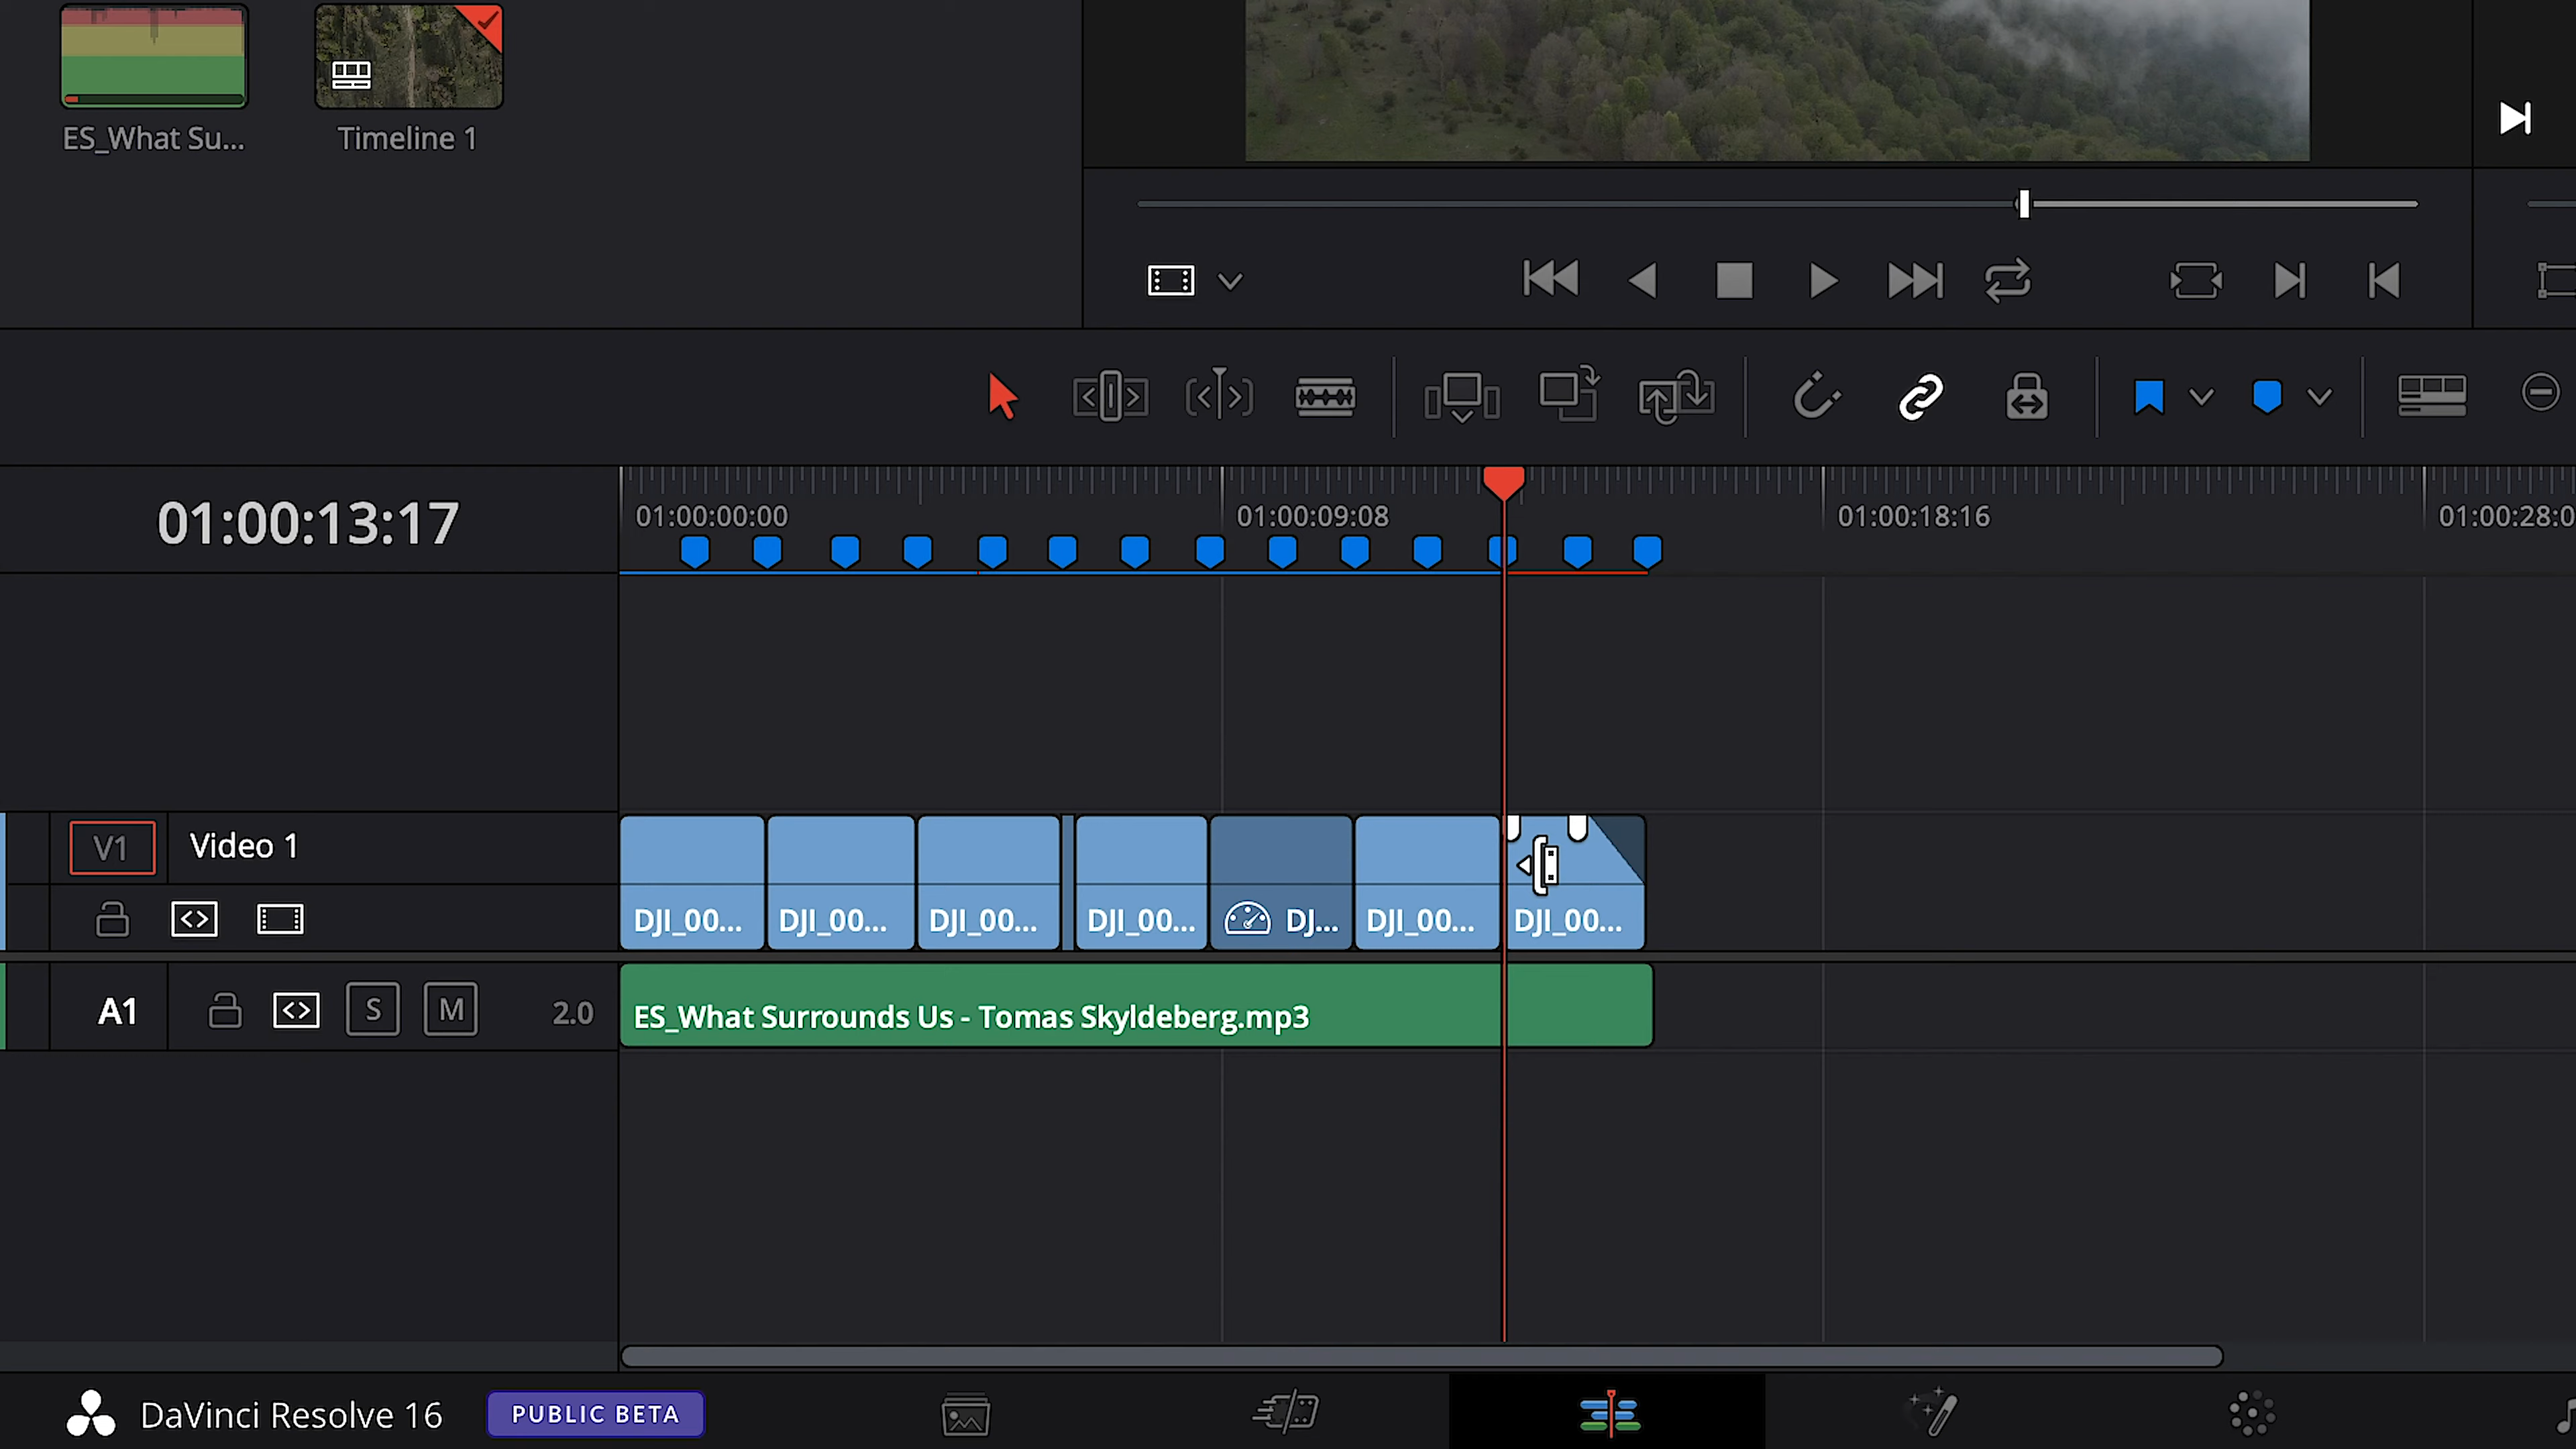 ES_What Su...
Timeline 1
01:00:13:17
01:00:00:00
01:00:09:08
01:00:18:16
01:00:28:0
V1
Video 1
DJI_00...
DJI_00...
DJI_00...
DJI_00...
DJ...
DJI_00...
DJI_00...
A1
S
M
2.0
ES_What Surrounds Us - Tomas Skyldeberg.mp3
DaVinci Resolve 16
PUBLIC BETA